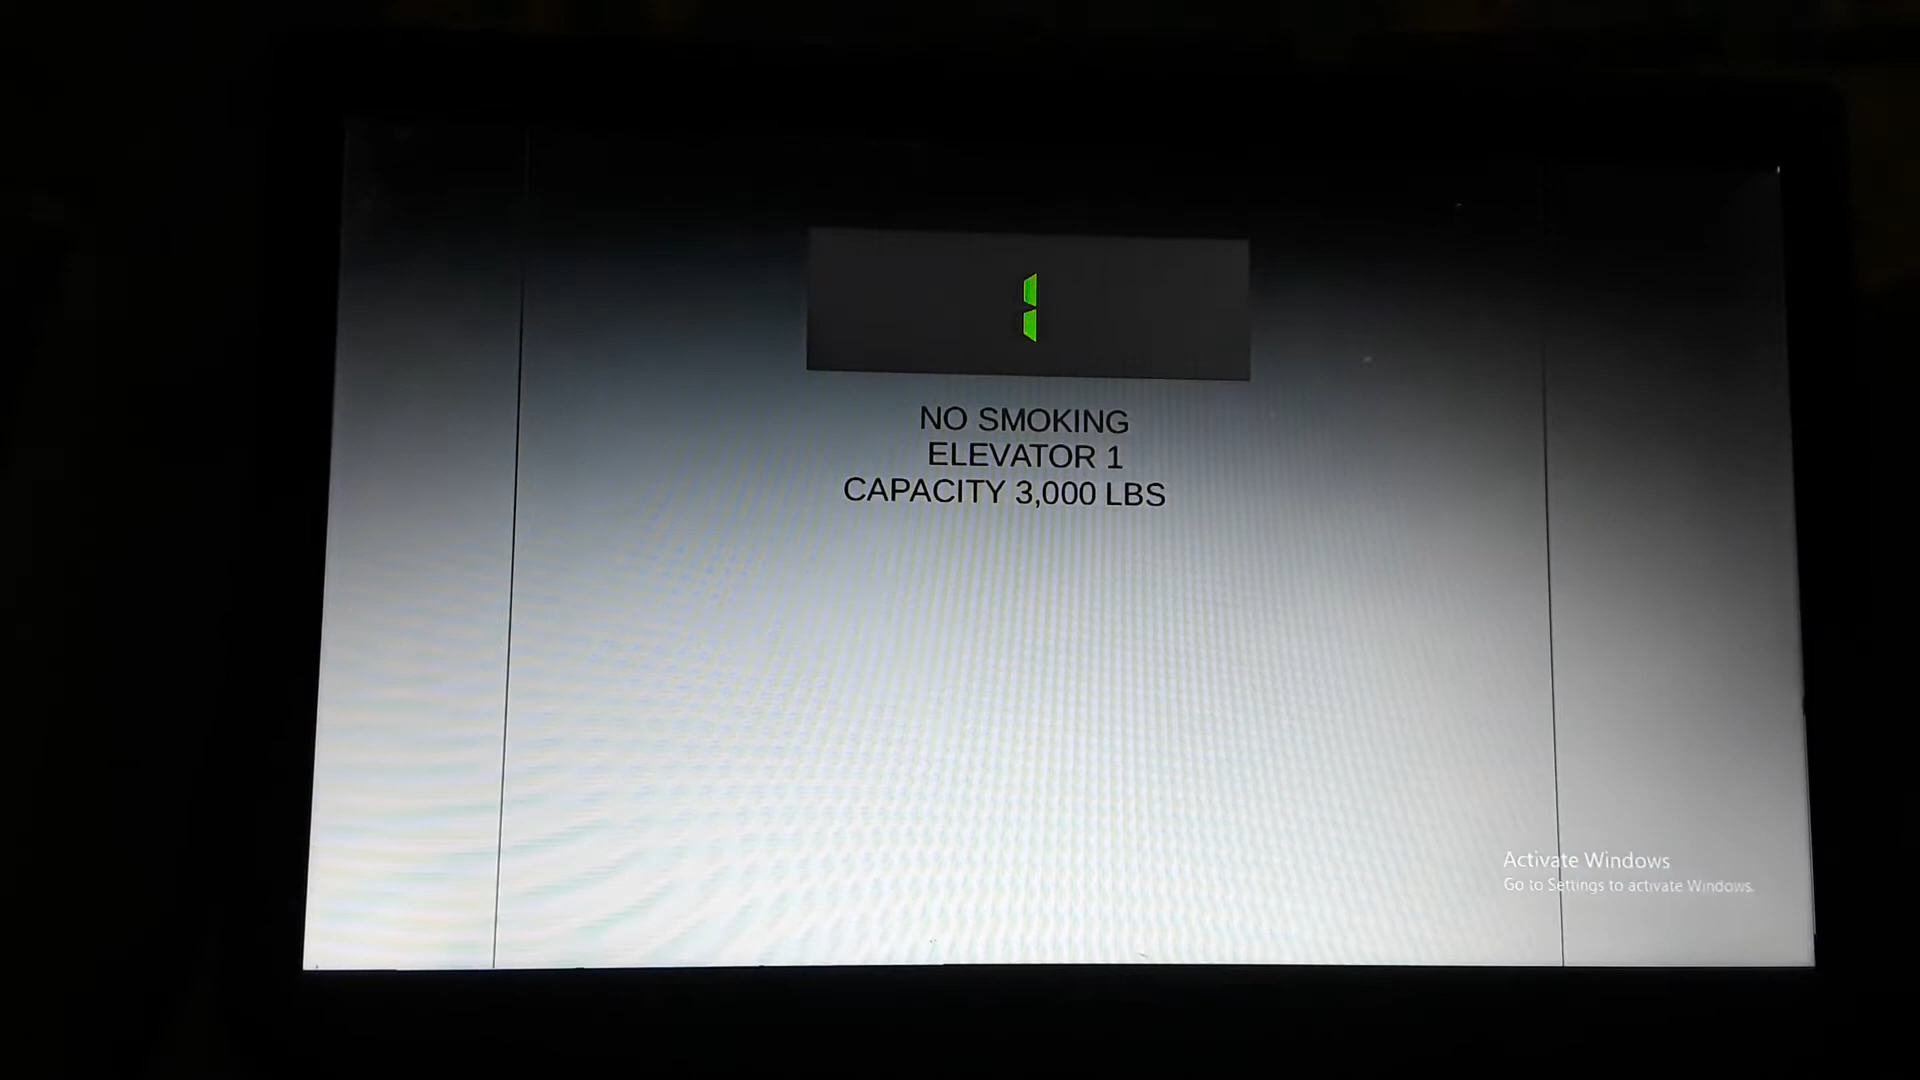 1
NO SMOKING
ELEVATOR 1
CAPACITY 3,000 LBS
Activate Windows
Go to Settings to activate Windows.